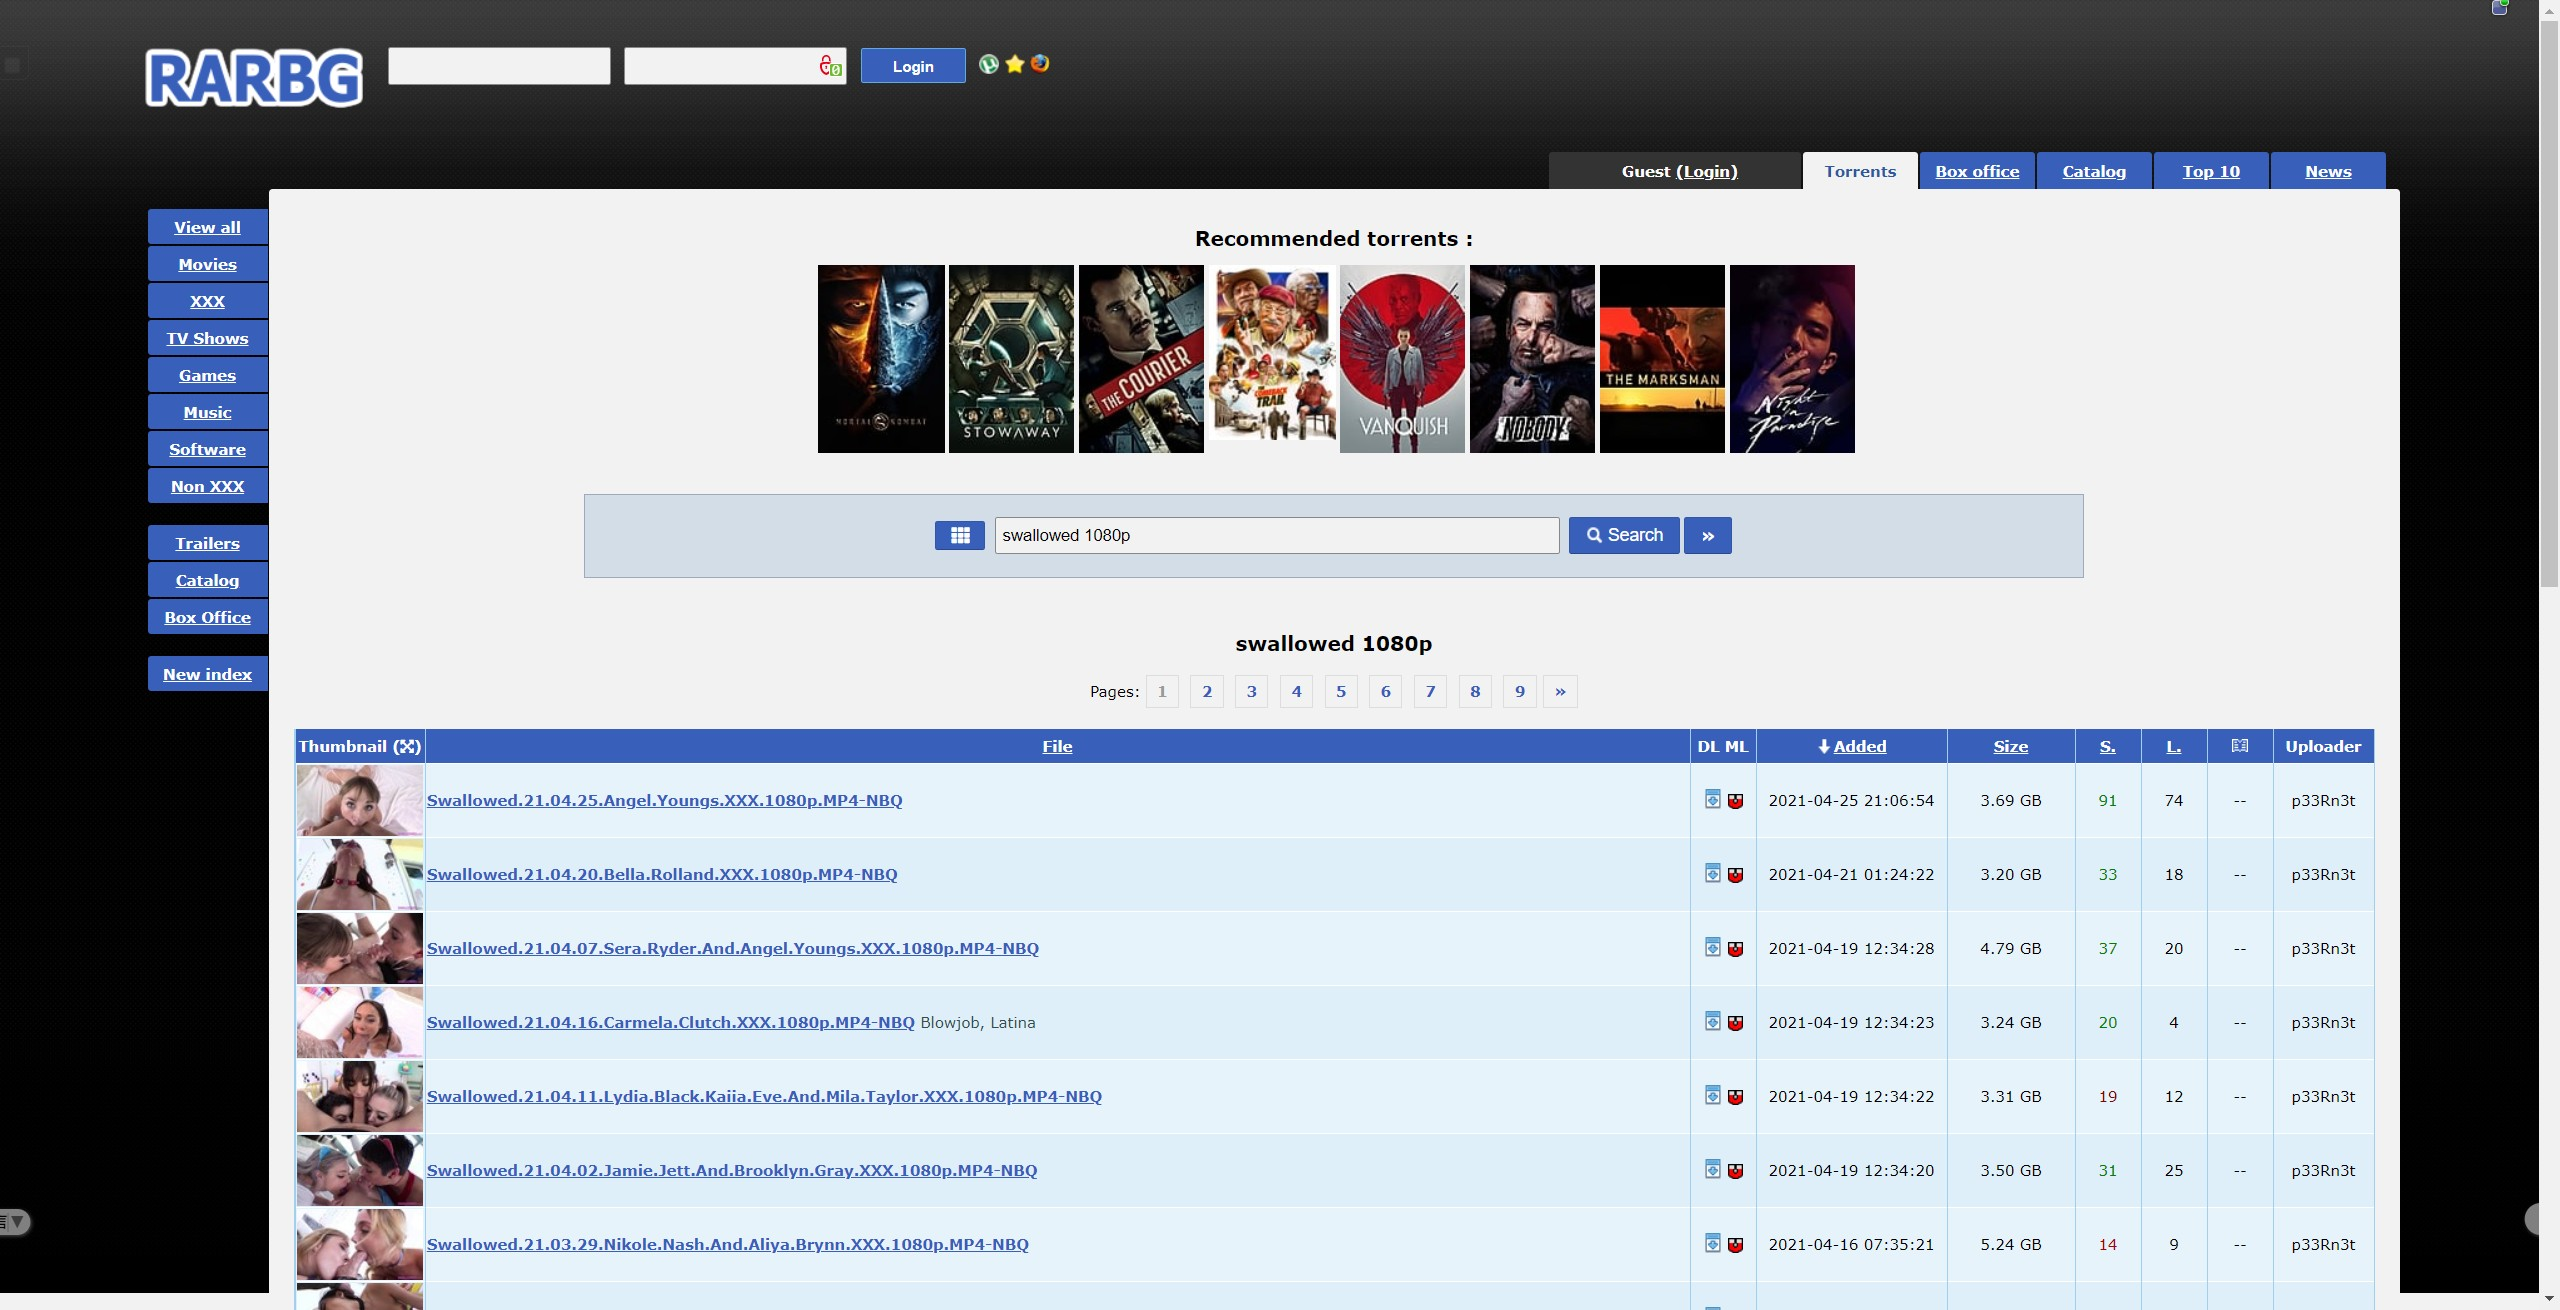 RARBG
Login
Guest (Login)
Torrents
Box office
Catalog
Top 10
News
View all
Movies
XXX
TV Shows
Games
Music
Software
Non XXX
Trailers
Catalog
Box Office
New index
Recommended torrents :
MORTAL KOMBAT
STOWAWAY
THE COURIER
COMEBACK TRAIL
VANQUISH
NOBODY
THE MARKSMAN
Night in Paradise
swallowed 1080p
Search »
swallowed 1080p
Pages: 1 2 3 4 5 6 7 8 9 »
Thumbnail File DL ML Added Size S. L. Uploader
Swallowed.21.04.25.Angel.Youngs.XXX.1080p.MP4-NBQ 2021-04-25 21:06:54 3.69 GB 91 74 -- p33Rn3t
Swallowed.21.04.20.Bella.Rolland.XXX.1080p.MP4-NBQ 2021-04-21 01:24:22 3.20 GB 33 18 -- p33Rn3t
Swallowed.21.04.07.Sera.Ryder.And.Angel.Youngs.XXX.1080p.MP4-NBQ 2021-04-19 12:34:28 4.79 GB 37 20 -- p33Rn3t
Swallowed.21.04.16.Carmela.Clutch.XXX.1080p.MP4-NBQ Blowjob, Latina 2021-04-19 12:34:23 3.24 GB 20 4 -- p33Rn3t
Swallowed.21.04.11.Lydia.Black.Kaiia.Eve.And.Mila.Taylor.XXX.1080p.MP4-NBQ 2021-04-19 12:34:22 3.31 GB 19 12 -- p33Rn3t
Swallowed.21.04.02.Jamie.Jett.And.Brooklyn.Gray.XXX.1080p.MP4-NBQ 2021-04-19 12:34:20 3.50 GB 31 25 -- p33Rn3t
Swallowed.21.03.29.Nikole.Nash.And.Aliya.Brynn.XXX.1080p.MP4-NBQ 2021-04-16 07:35:21 5.24 GB 14 9 -- p33Rn3t